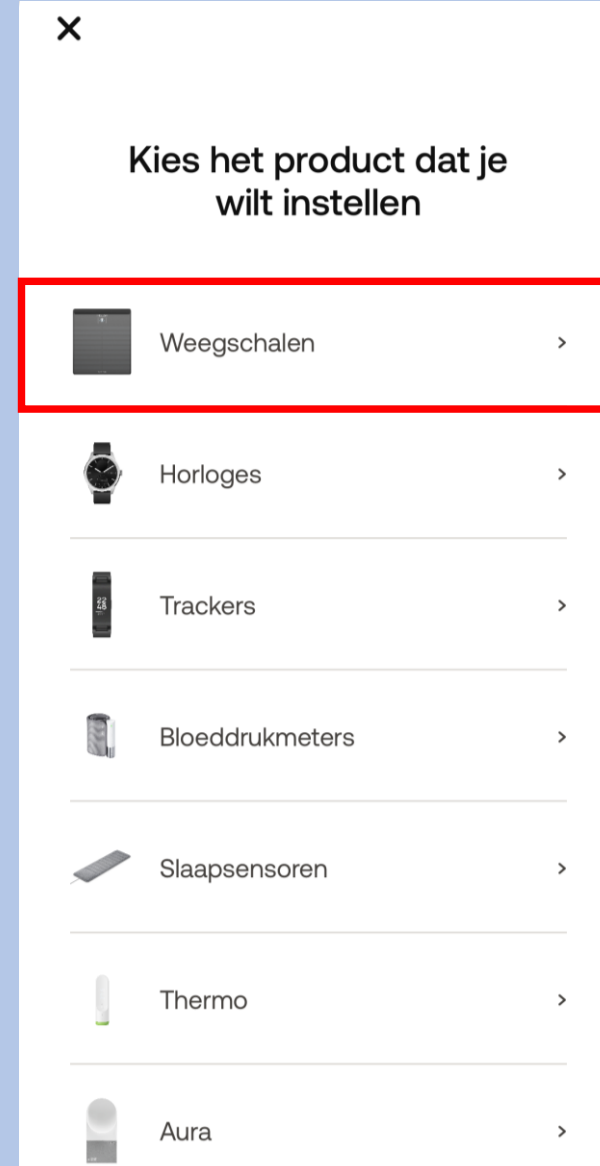 Kies het product dat je
wilt instellen
Weegschalen
Horloges
Trackers
Bloeddrukmeters
Slaapsensoren
Thermo
Aura